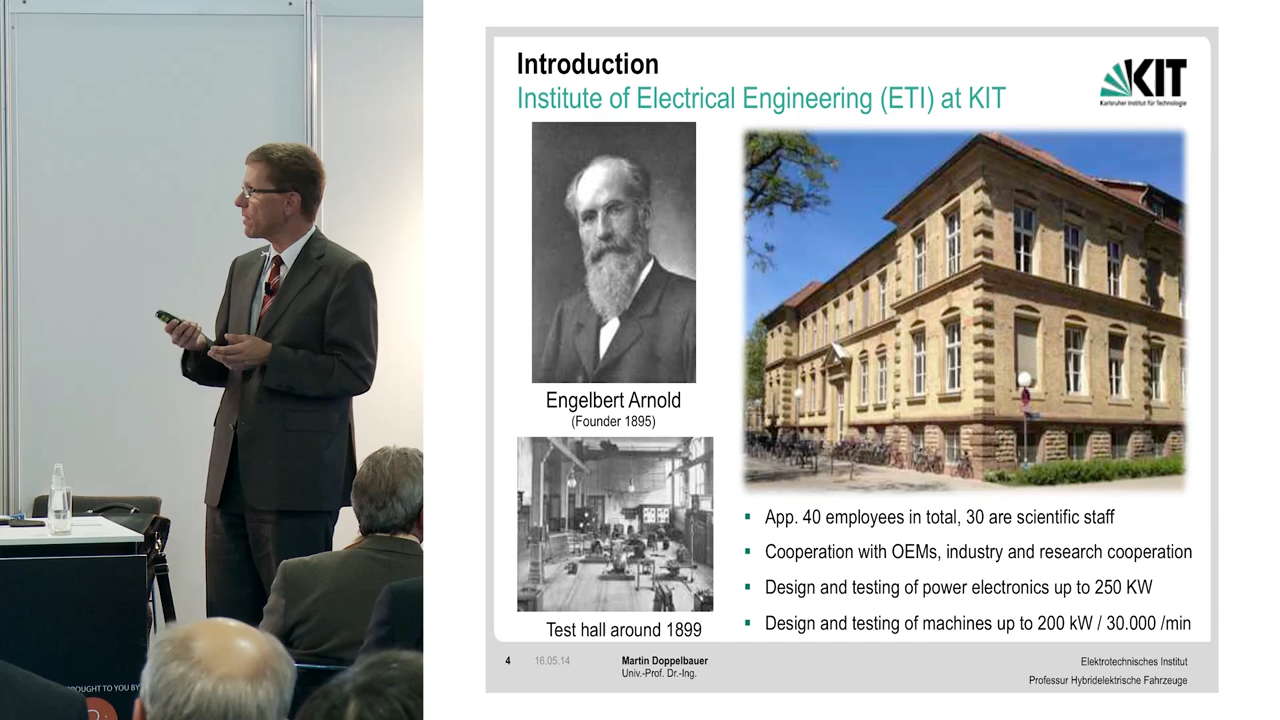 Introduction
Institute of Electrical Engineering (ETI) at KIT
KIT
Karlsruher Institut für Technologie
Engelbert Arnold
(Founder 1895)
Test hall around 1899
▪ App. 40 employees in total, 30 are scientific staff
▪ Cooperation with OEMs, industry and research cooperation
▪ Design and testing of power electronics up to 250 KW
▪ Design and testing of machines up to 200 kW / 30.000 /min
4 16.05.14 Martin Doppelbauer
Univ.-Prof. Dr.-Ing.
Elektrotechnisches Institut
Professur Hybridelektrische Fahrzeuge
BROUGHT TO YOU BY